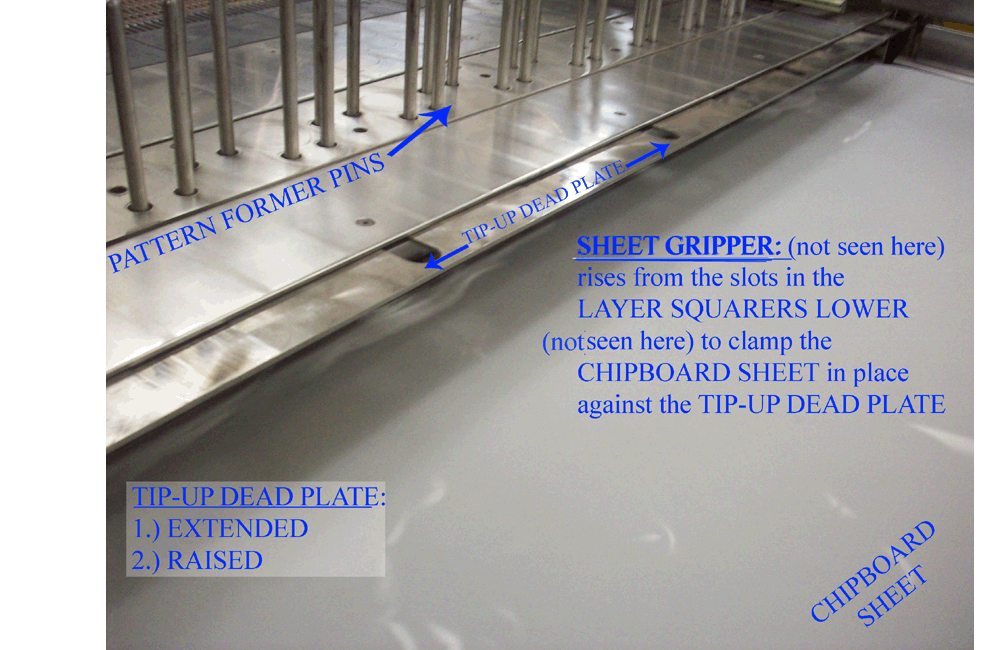 PATTERN FORMER PINS
TIP-UP DEAD PLATE
SHEET GRIPPER: (not seen here)
rises from the slots in the
LAYER SQUARERS LOWER
(not seen here) to clamp the
CHIPBOARD SHEET in place
against the TIP-UP DEAD PLATE
TIP-UP DEAD PLATE:
1.) EXTENDED
2.) RAISED
CHIPBOARD
SHEET